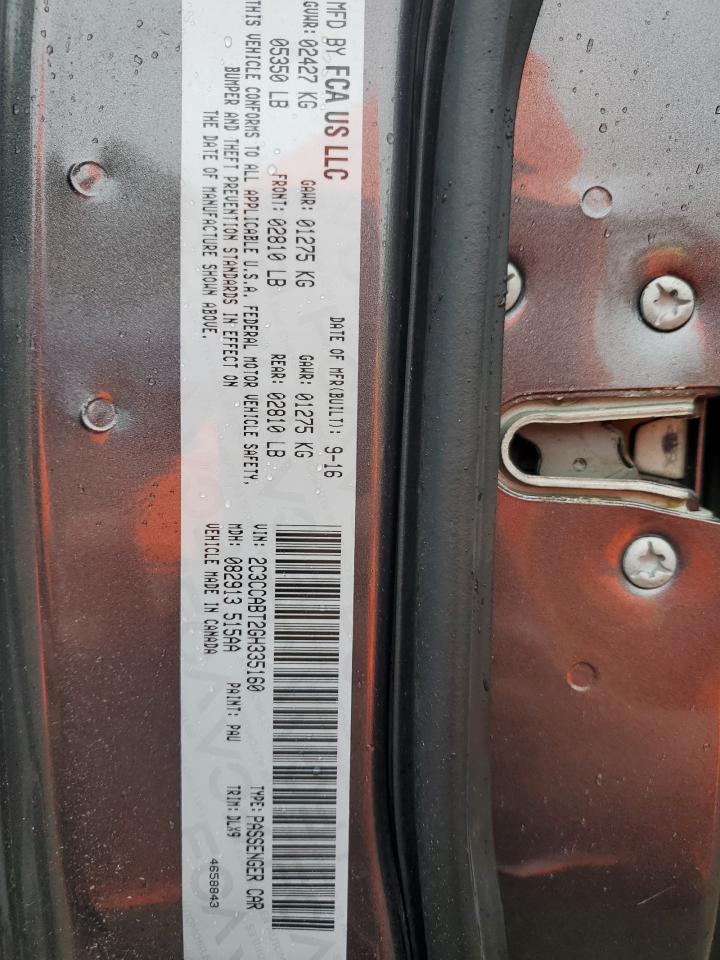 MFD BY FCA US LLC
DATE OF MFR(BUILT): 9-16
GVWR: 02427 KG GAWR: 01275 KG GAWR: 01275 KG
05350 LB FRONT: 02810 LB REAR: 02810 LB
THIS VEHICLE CONFORMS TO ALL APPLICABLE U.S.A. FEDERAL MOTOR VEHICLE SAFETY,
BUMPER AND THEFT PREVENTION STANDARDS IN EFFECT ON
THE DATE OF MANUFACTURE SHOWN ABOVE.
VIN: 2C3CCABT2GH335160 TYPE: PASSENGER CAR
MDH: 082913 515AA PAINT: PAU TRIM: DLX9
VEHICLE MADE IN CANADA 4658843